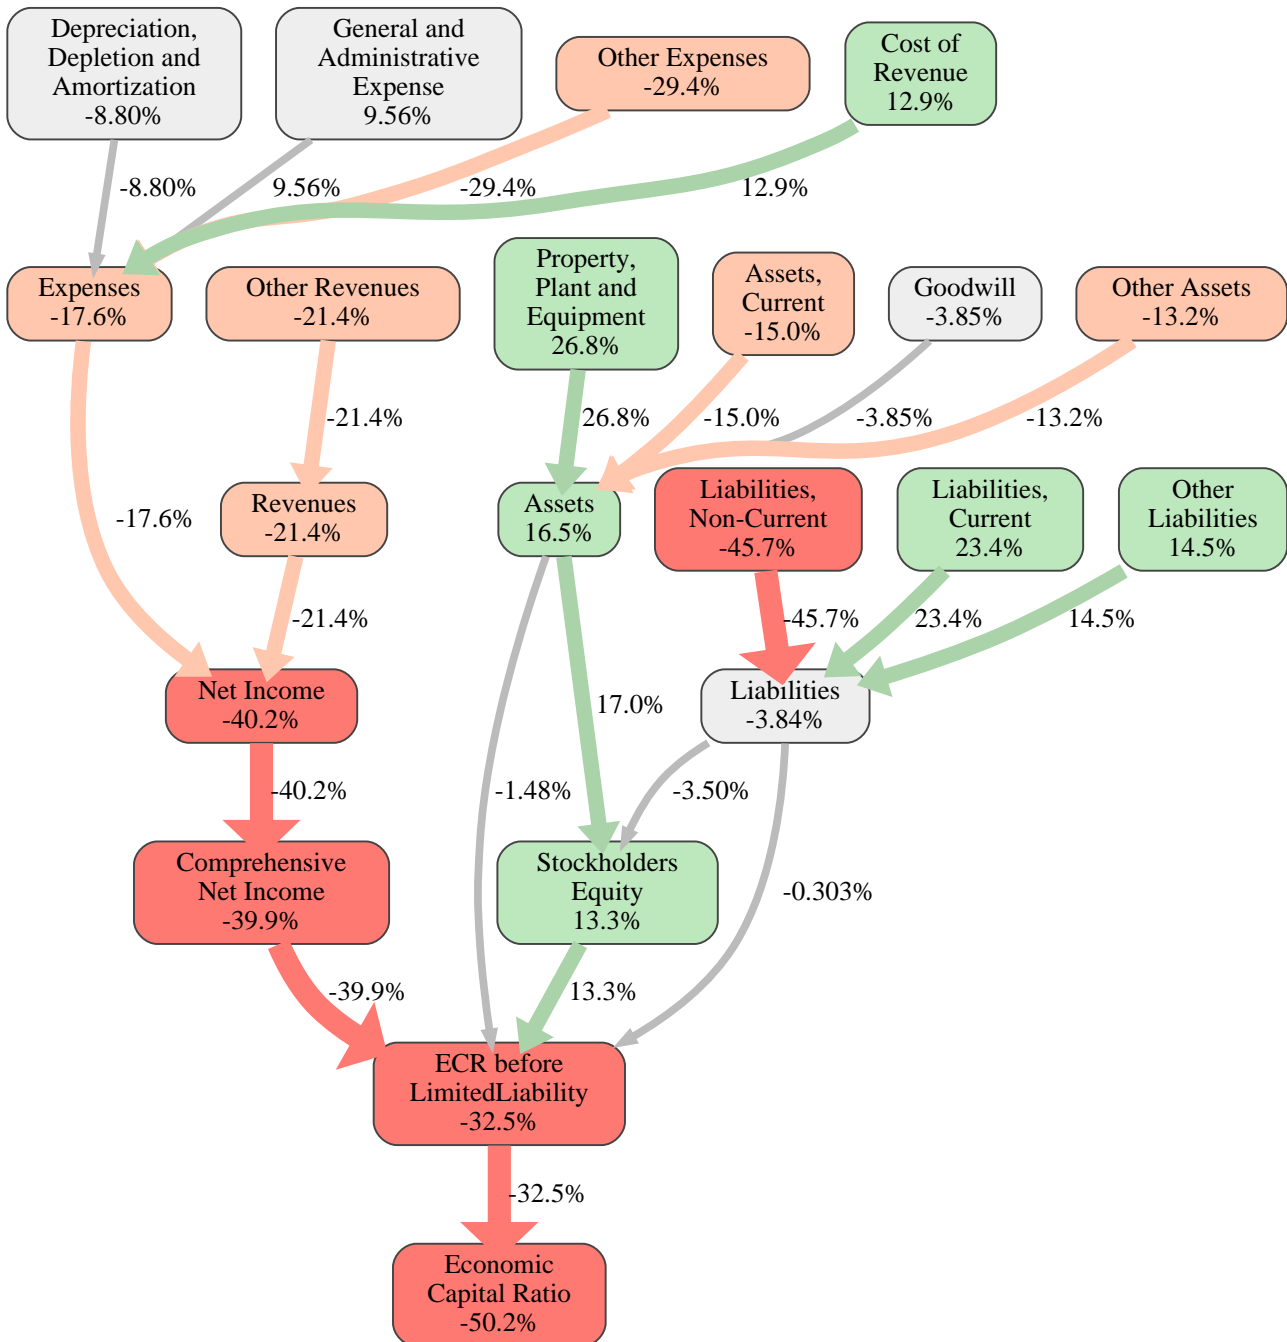 Depreciation,
Depletion and
Amortization
-8.80%
General and
Administrative
Expense
9.56%
Other Expenses
-29.4%
Cost of
Revenue
12.9%
-8.80%
9.56%
-29.4%
12.9%
Expenses
-17.6%
Other Revenues
-21.4%
Property,
Plant and
Equipment
26.8%
Assets,
Current
-15.0%
Goodwill
-3.85%
Other Assets
-13.2%
-21.4%
26.8%
-15.0%
-3.85%
-13.2%
-17.6%
Revenues
-21.4%
Assets
16.5%
Liabilities,
Non-Current
-45.7%
Liabilities,
Current
23.4%
Other
Liabilities
14.5%
-21.4%
-45.7%
23.4%
14.5%
Net Income
-40.2%
17.0%
Liabilities
-3.84%
-40.2%
-1.48%
-3.50%
Comprehensive
Net Income
-39.9%
Stockholders
Equity
13.3%
-0.303%
-39.9%
13.3%
ECR before
LimitedLiability
-32.5%
-32.5%
Economic
Capital Ratio
-50.2%